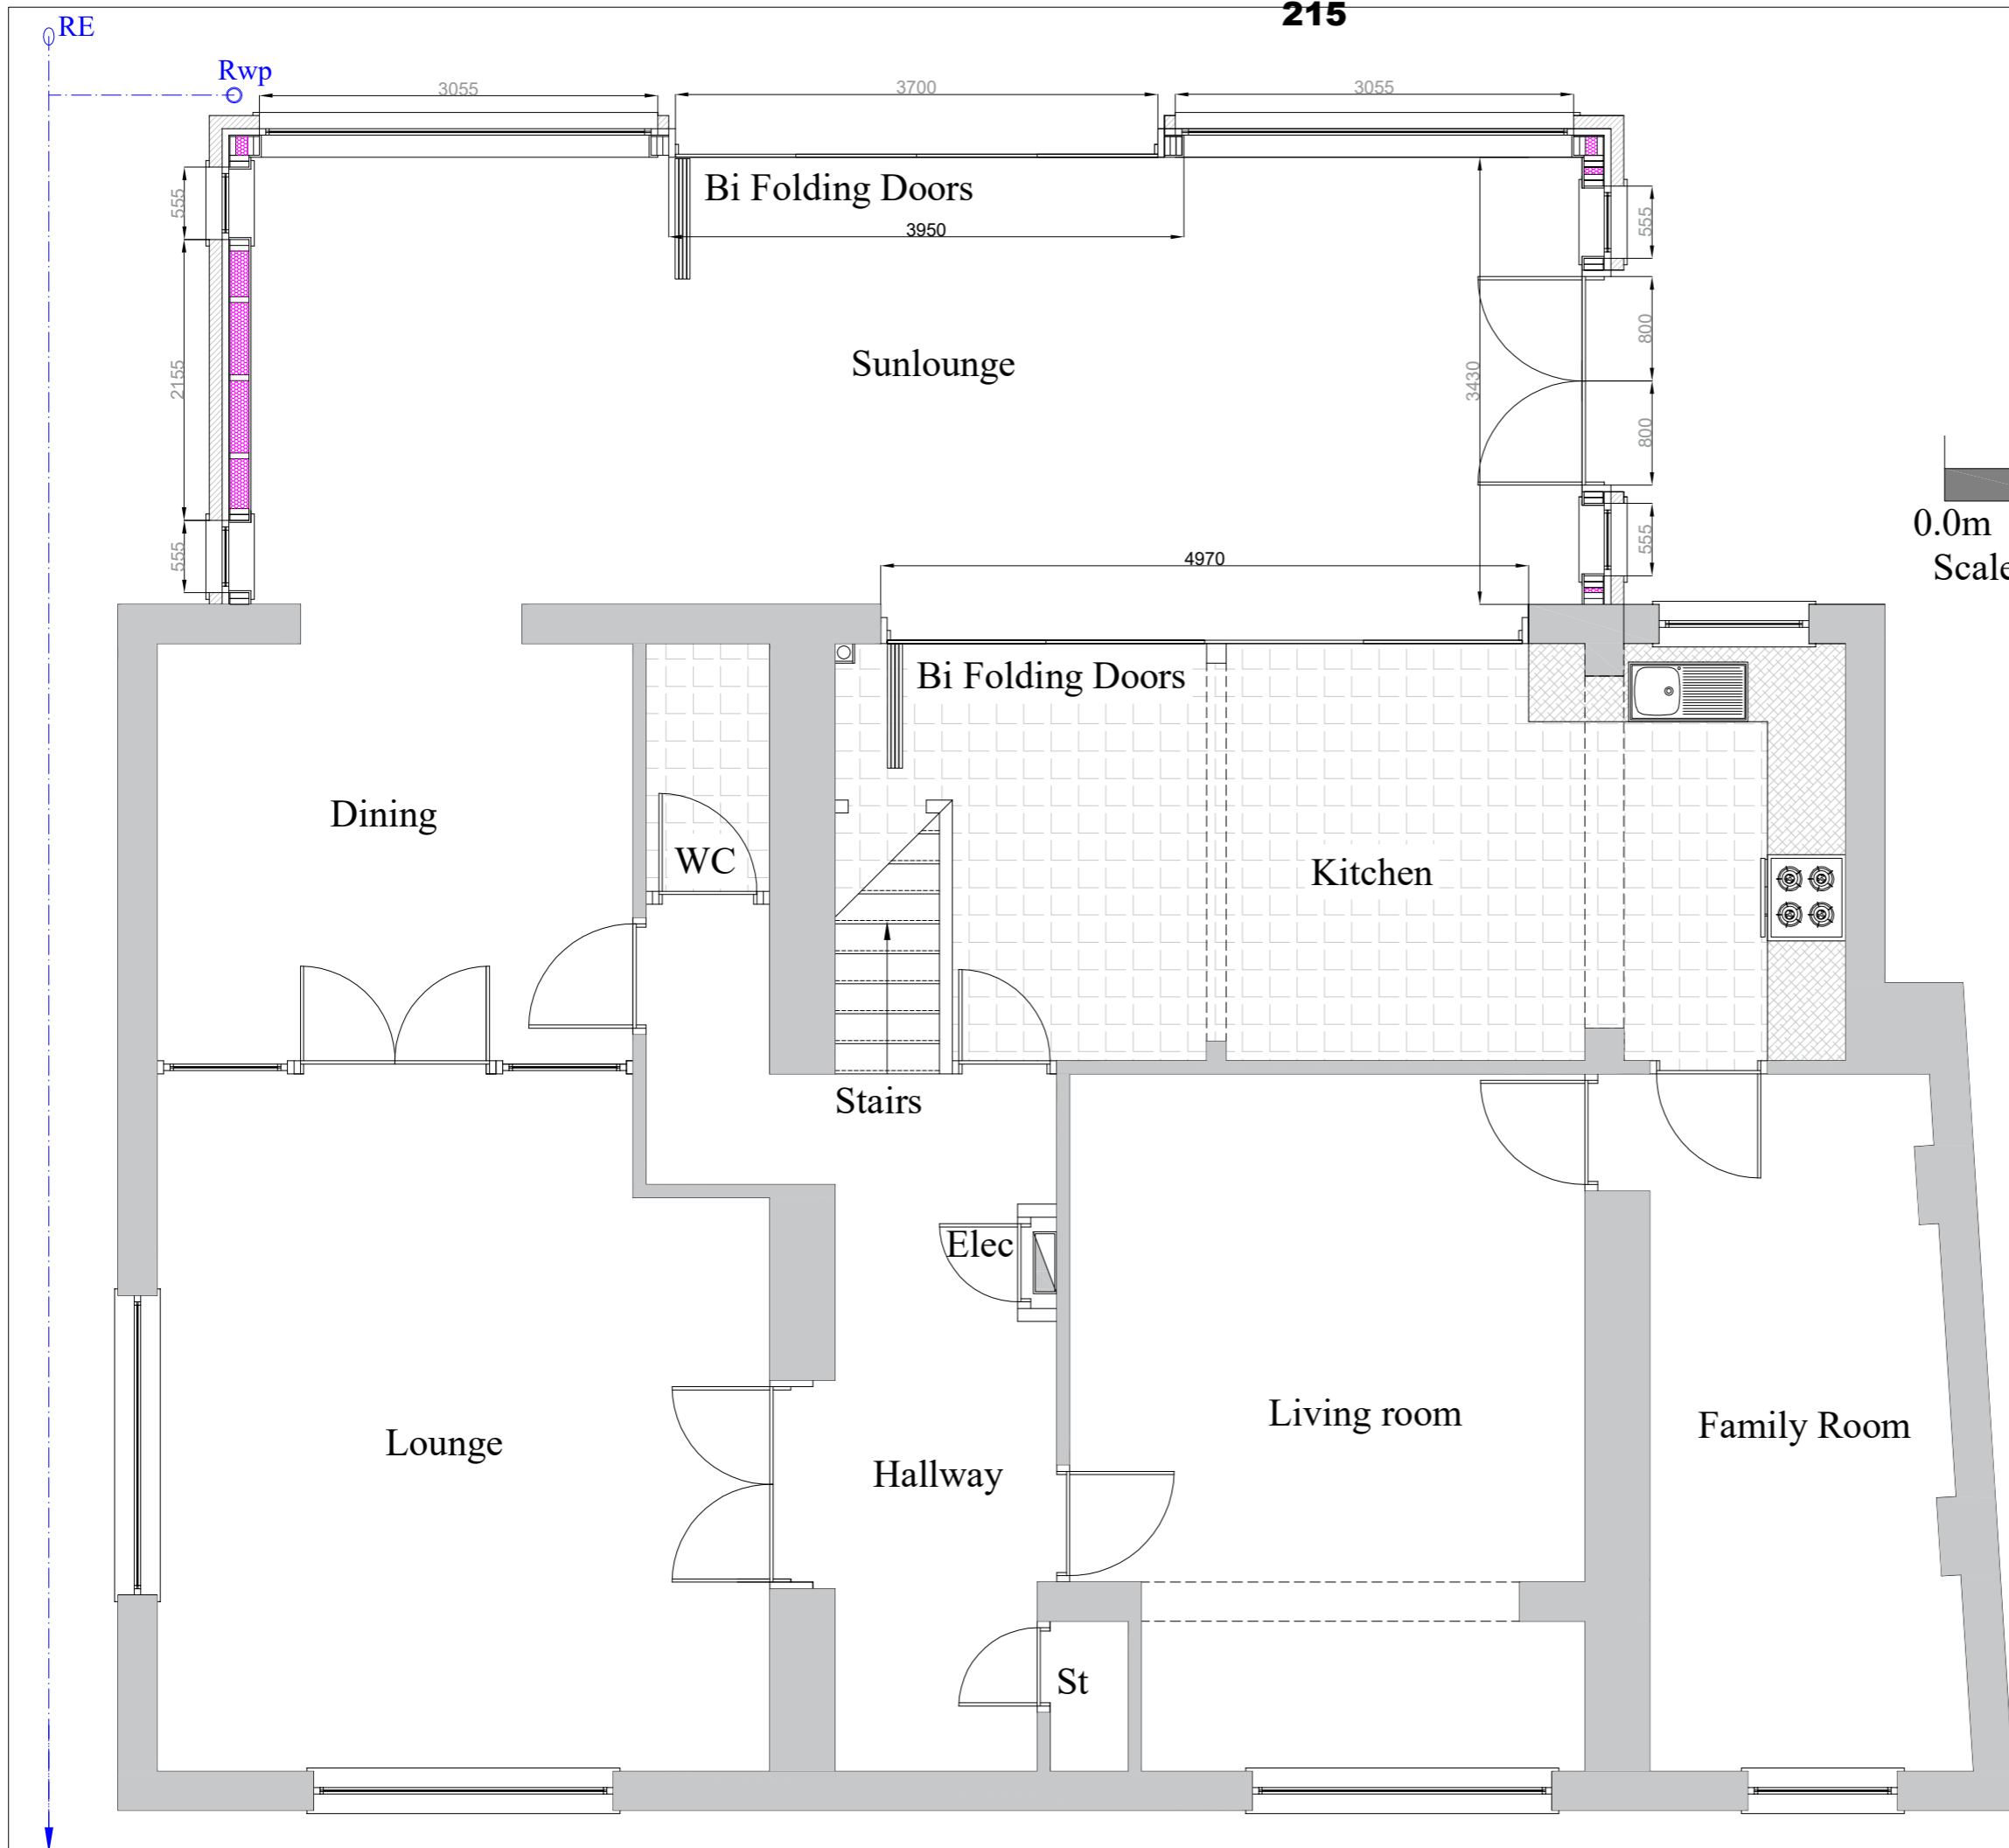 215
RE
Rwp
3055
3700
3055
Bi Folding Doors
3950
555
555
2155
Sunlounge
800
3430
800
0.0m
Scale
555
555
4970
Bi Folding Doors
Dining
WC
Kitchen
Stairs
Elec
Living room
Family Room
Lounge
Hallway
St